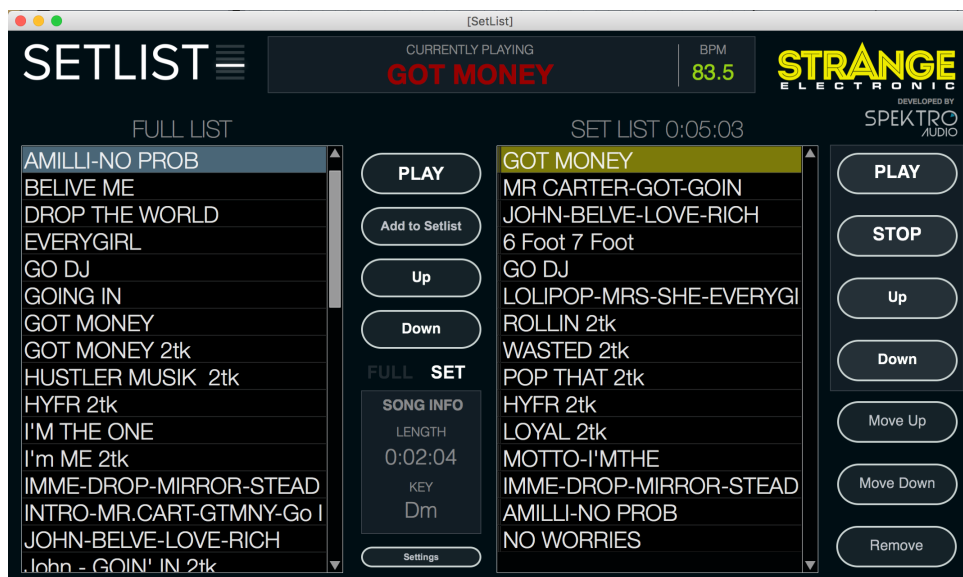 [SetList]
SETLIST
CURRENTLY PLAYING
GOT MONEY
BPM
83.5
STRANGE
ELECTRONIC
DEVELOPED BY
SPEKTRO
AUDIO
FULL LIST
AMILLI-NO PROB
BELIVE ME
DROP THE WORLD
EVERYGIRL
GO DJ
GOING IN
GOT MONEY
GOT MONEY 2tk
HUSTLER MUSIK  2tk
HYFR 2tk
I'M THE ONE
I'm ME 2tk
IMME-DROP-MIRROR-STEAD
INTRO-MR.CART-GTMNY-Go I
JOHN-BELVE-LOVE-RICH
John - GOIN' IN 2tk
PLAY
Add to Setlist
Up
Down
FULL SET
SONG INFO
LENGTH
0:02:04
KEY
Dm
Settings
SET LIST 0:05:03
GOT MONEY
MR CARTER-GOT-GOIN
JOHN-BELVE-LOVE-RICH
6 Foot 7 Foot
GO DJ
LOLIPOP-MRS-SHE-EVERYGI
ROLLIN 2tk
WASTED 2tk
POP THAT 2tk
HYFR 2tk
LOYAL 2tk
MOTTO-I'MTHE
IMME-DROP-MIRROR-STEAD
AMILLI-NO PROB
NO WORRIES
PLAY
STOP
Up
Down
Move Up
Move Down
Remove